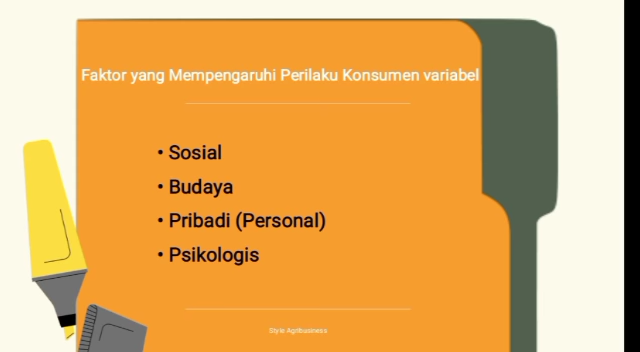 Faktor yang Mempengaruhi Perilaku Konsumen variabel
• Sosial
• Budaya
• Pribadi (Personal)
• Psikologis
Style Agribusiness